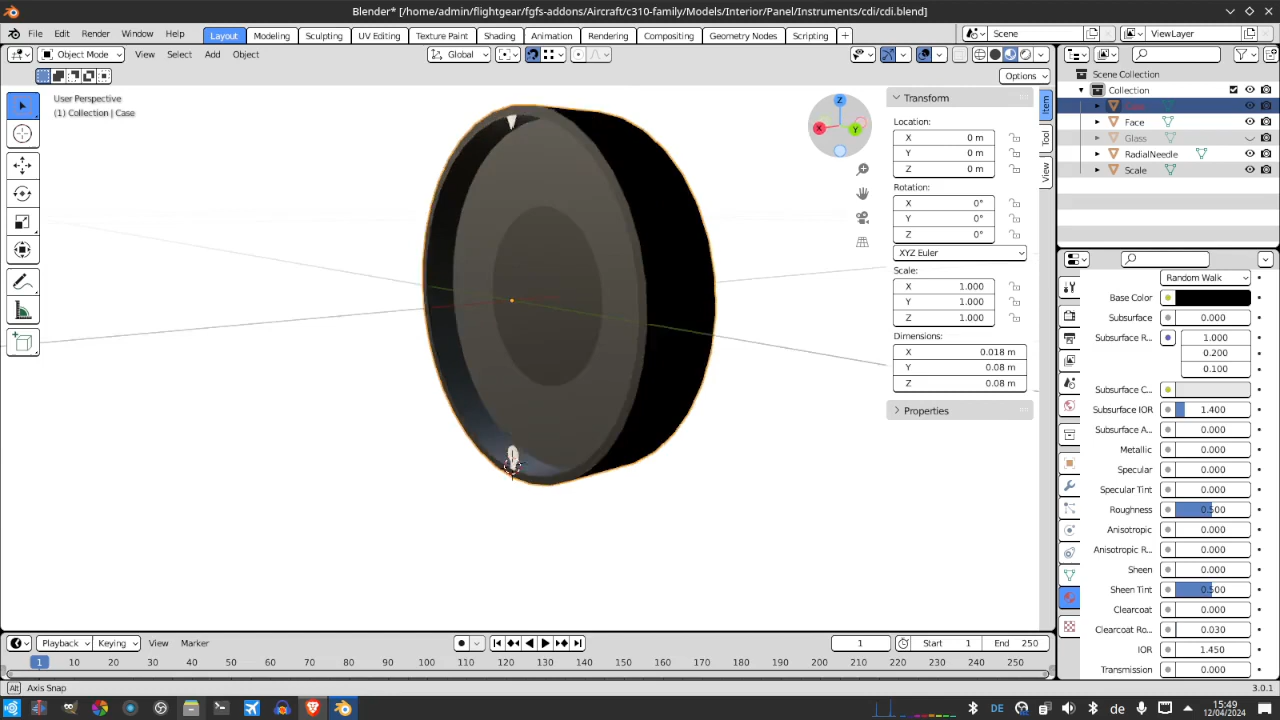 Blender* [/home/admin/flightgear/fgfs-addons/Aircraft/c310-family/Models/Interior/Panel/Instruments/cdi/cdi.blend]
File Edit Render Window Help Layout Modeling Sculpting UV Editing Texture Paint Shading Animation Rendering Compositing Geometry Nodes Scripting + Scene ViewLayer
Object Mode View Select Add Object Global
Options
User Perspective
(1) Collection | Case
Z
X
Y
Transform
Location:
X 0 m
Y 0 m
Z 0 m
Rotation:
X 0°
Y 0°
Z 0°
XYZ Euler
Scale:
X 1.000
Y 1.000
Z 1.000
Dimensions:
X 0.018 m
Y 0.08 m
Z 0.08 m
Properties
Item
Tool
View
Scene Collection
Collection
Case
Face
Glass
RadialNeedle
Scale
Random Walk
Base Color
Subsurface 0.000
Subsurface R... 1.000
0.200
0.100
Subsurface C...
Subsurface IOR 1.400
Subsurface A... 0.000
Metallic 0.000
Specular 0.000
Specular Tint 0.000
Roughness 0.500
Anisotropic 0.000
Anisotropic R... 0.000
Sheen 0.000
Sheen Tint 0.500
Clearcoat 0.000
Clearcoat Ro... 0.030
IOR 1.450
Transmission 0.000
Playback Keying View Marker 1 Start 1 End 250
1 10 20 30 40 50 60 70 80 90 100 110 120 130 140 150 160 170 180 190 200 210 220 230 240 250
Alt Axis Snap 3.0.1
DE de 15:49
12/04/2024